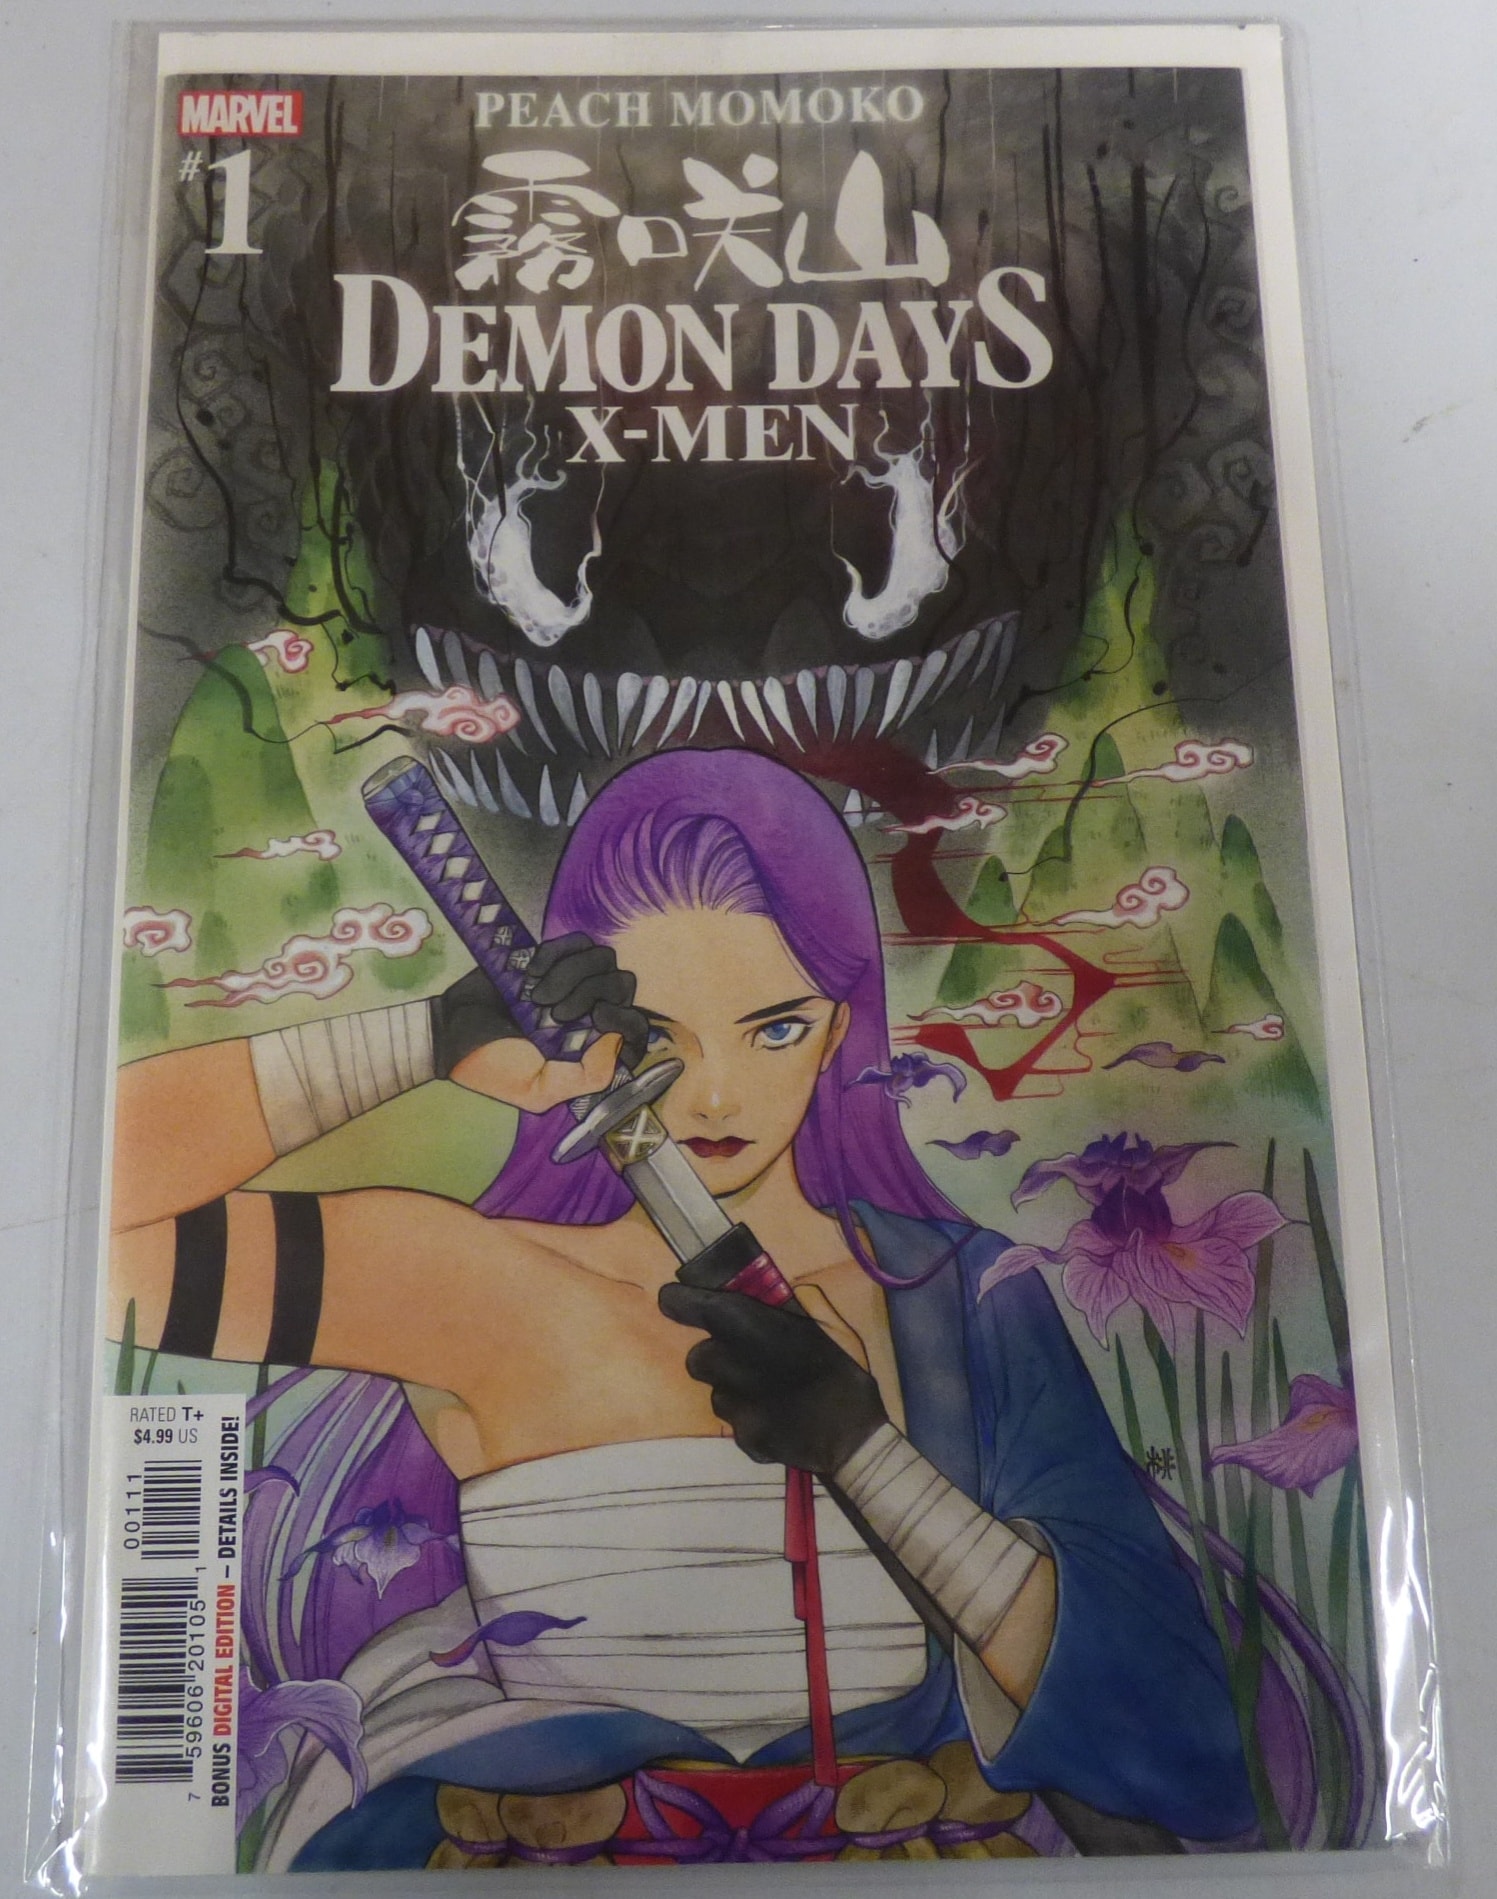 MARVEL
#1
PEACH MOMOKO
霧咲山
DEMON DAYS
X-MEN
RATED T+
$4.99 US
00111
7 59606 20105 1
BONUS DIGITAL EDITION – DETAILS INSIDE!